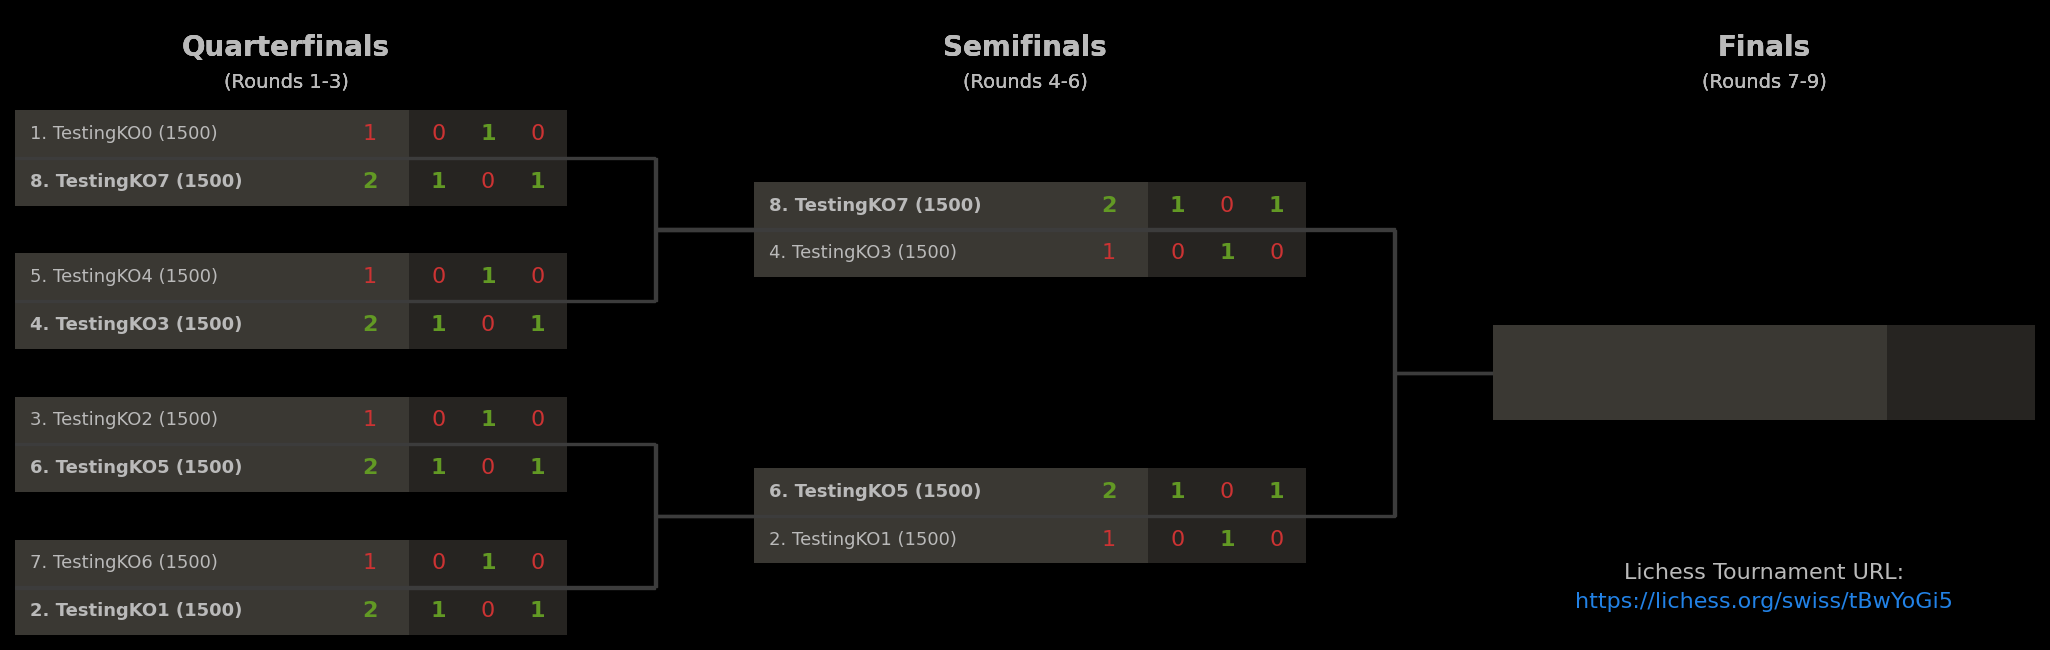 Quarterfinals
(Rounds 1-3)
1. TestingKO0 (1500) 1 0 1 0
8. TestingKO7 (1500) 2 1 0 1
5. TestingKO4 (1500) 1 0 1 0
4. TestingKO3 (1500) 2 1 0 1
3. TestingKO2 (1500) 1 0 1 0
6. TestingKO5 (1500) 2 1 0 1
7. TestingKO6 (1500) 1 0 1 0
2. TestingKO1 (1500) 2 1 0 1
Semifinals
(Rounds 4-6)
8. TestingKO7 (1500) 2 1 0 1
4. TestingKO3 (1500) 1 0 1 0
6. TestingKO5 (1500) 2 1 0 1
2. TestingKO1 (1500) 1 0 1 0
Finals
(Rounds 7-9)
Lichess Tournament URL:
https://lichess.org/swiss/tBwYoGi5